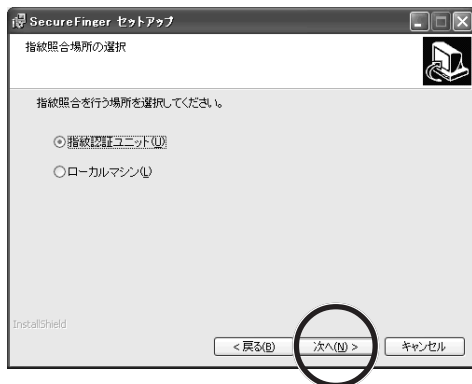 SecureFinger セットアップ
指紋照合場所の選択
指紋照合を行う場所を選択してください。
指紋認証ユニット(U)
ローカルマシン(L)
InstallShield
< 戻る(B) 次へ(N) > キャンセル